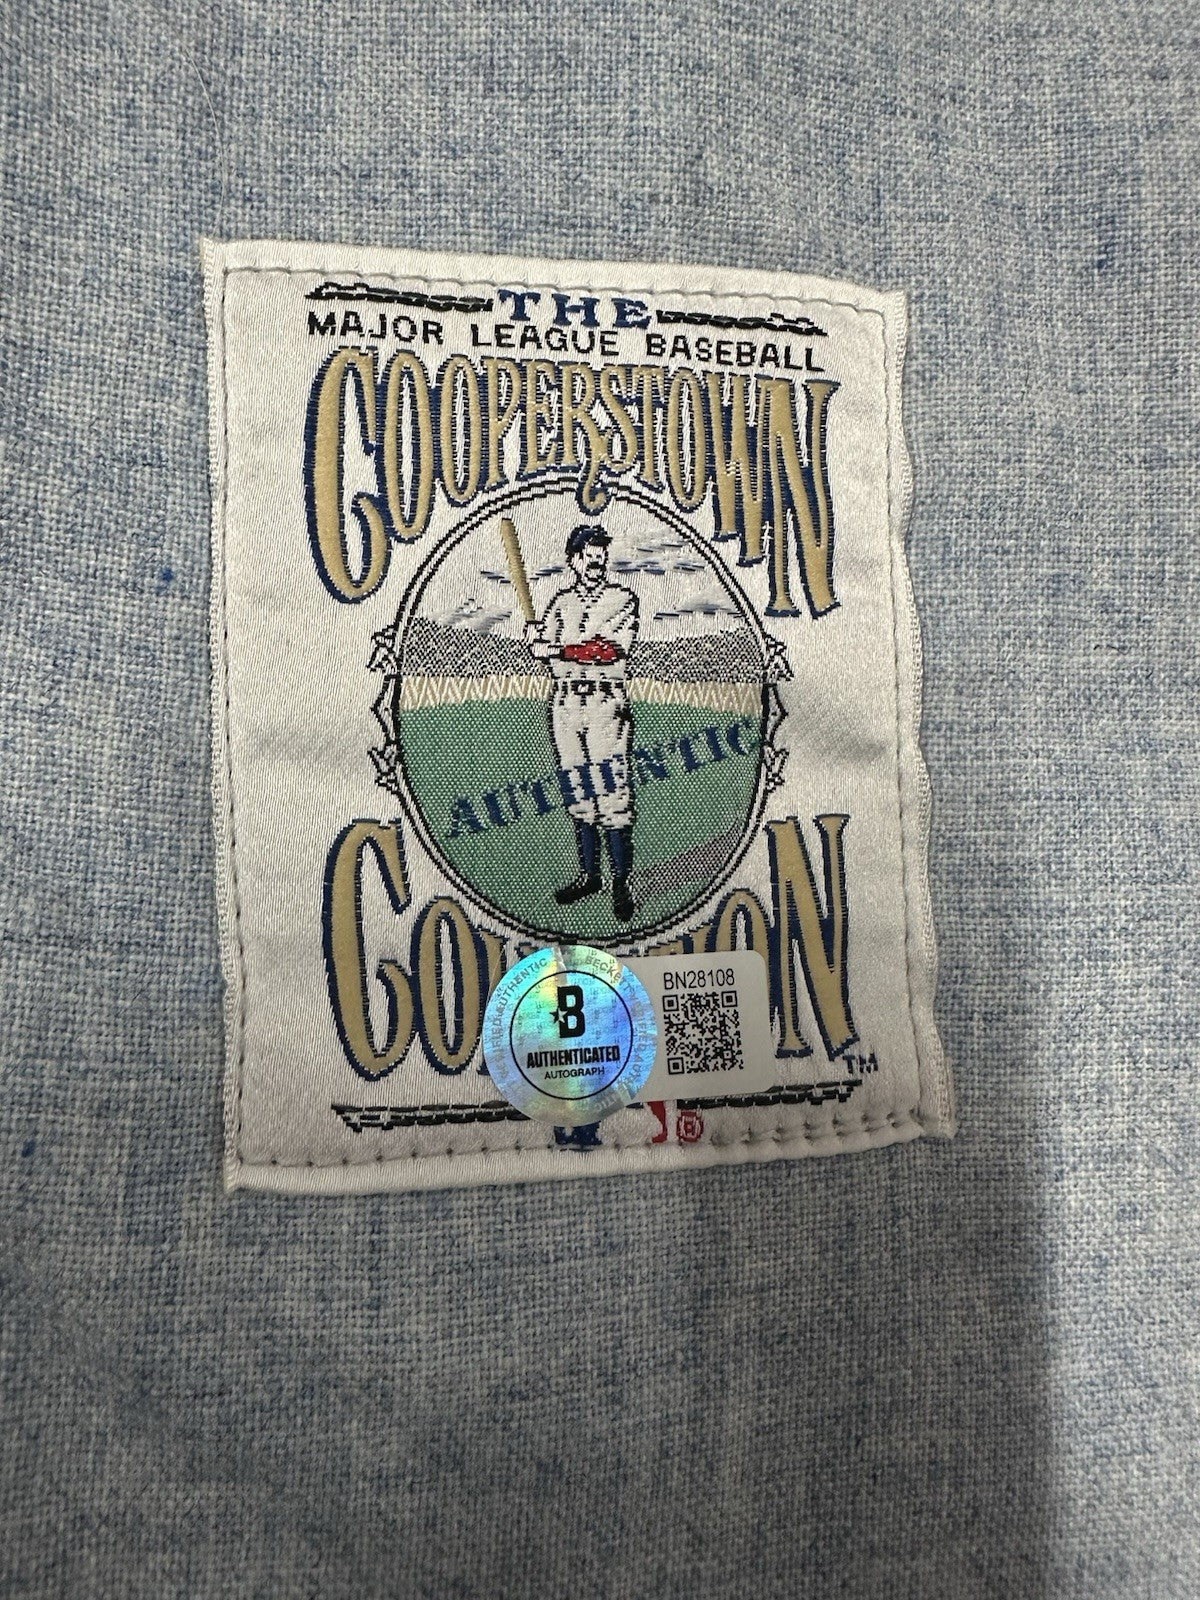 THE
MAJOR LEAGUE BASEBALL
COOPERSTOWN
AUTHENTIC
BN28108
B
AUTHENTICATED
AUTOGRAPH
TM
®